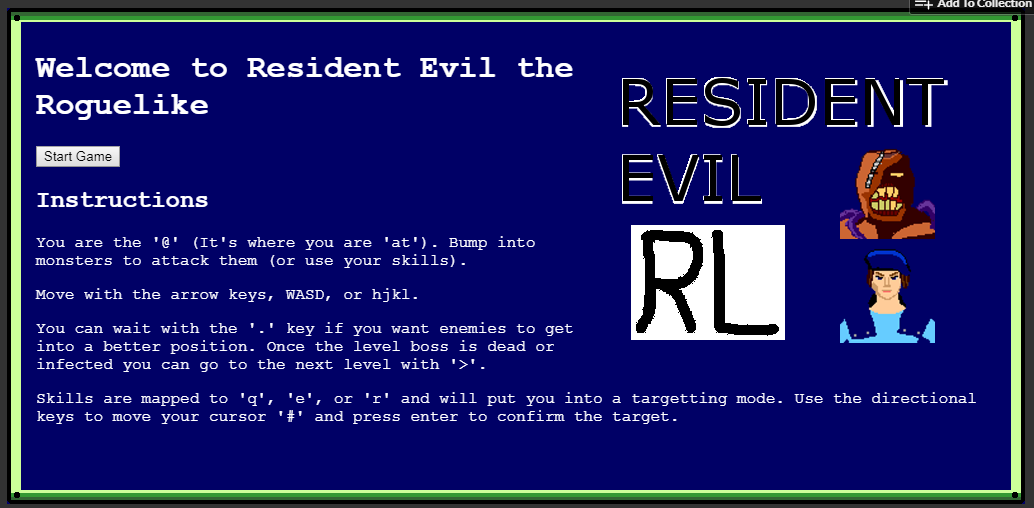 Add To Collection
Welcome to Resident Evil the
Roguelike
RESIDENT
EVIL
RL
Start Game
Instructions
You are the '@' (It's where you are 'at'). Bump into
monsters to attack them (or use your skills).
Move with the arrow keys, WASD, or hjkl.
You can wait with the '.' key if you want enemies to get
into a better position. Once the level boss is dead or
infected you can go to the next level with '>'.
Skills are mapped to 'q', 'e', or 'r' and will put you into a targetting mode. Use the directional
keys to move your cursor '#' and press enter to confirm the target.